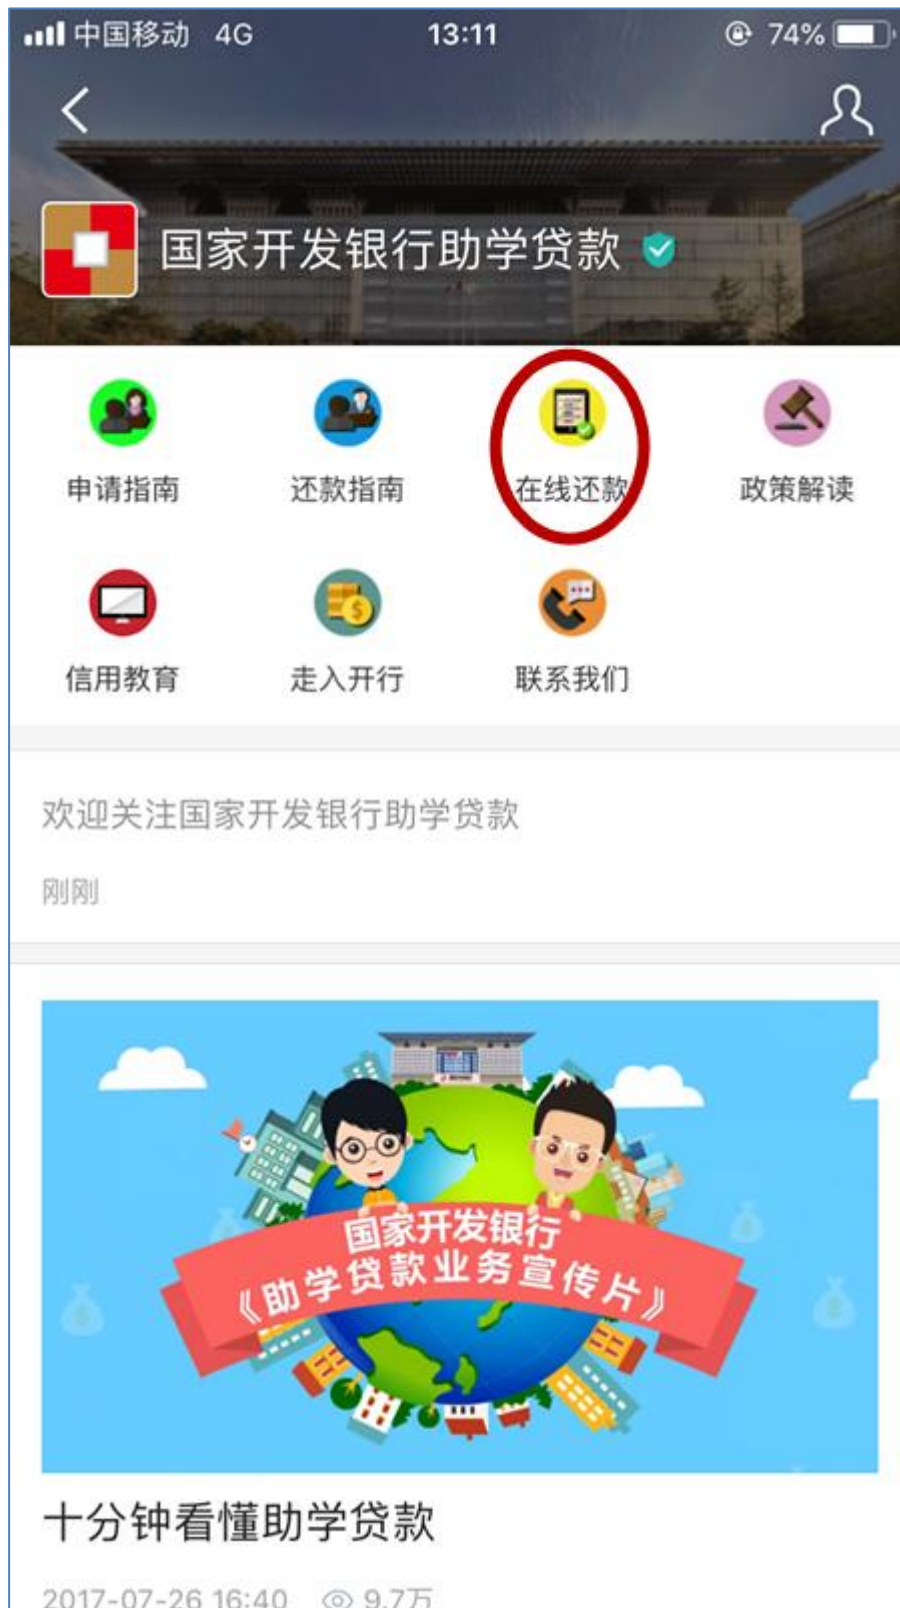 中国移动 4G 13:11 74%
国家开发银行助学贷款
申请指南 还款指南 在线还款 政策解读
信用教育 走入开行 联系我们
欢迎关注国家开发银行助学贷款
刚刚
国家开发银行
《助学贷款业务宣传片》
十分钟看懂助学贷款
2017-07-26 16:40 9.7万